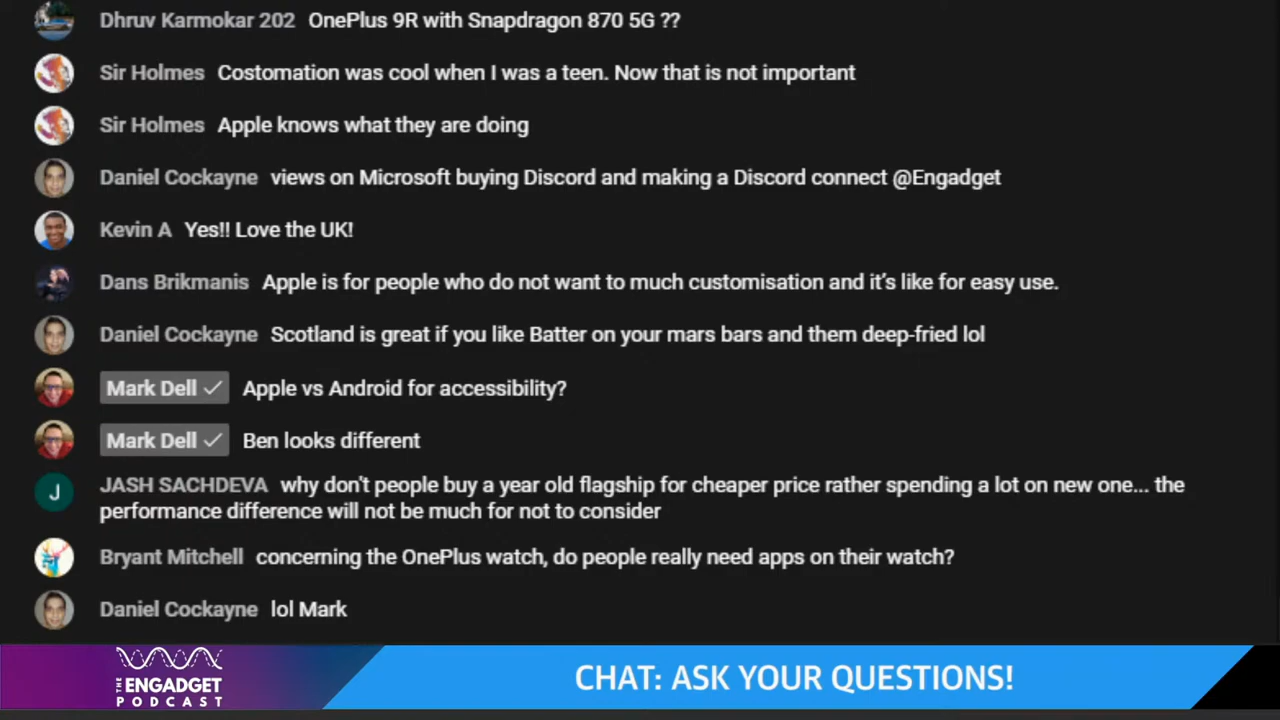 Dhruv Karmokar 202 OnePlus 9R with Snapdragon 870 5G ??
Sir Holmes Costomation was cool when I was a teen. Now that is not important
Sir Holmes Apple knows what they are doing
Daniel Cockayne views on Microsoft buying Discord and making a Discord connect @Engadget
Kevin A Yes!! Love the UK!
Dans Brikmanis Apple is for people who do not want to much customisation and it's like for easy use.
Daniel Cockayne Scotland is great if you like Batter on your mars bars and them deep-fried lol
Mark Dell ✓ Apple vs Android for accessibility?
Mark Dell ✓ Ben looks different
J JASH SACHDEVA why don't people buy a year old flagship for cheaper price rather spending a lot on new one... the
performance difference will not be much for not to consider
Bryant Mitchell concerning the OnePlus watch, do people really need apps on their watch?
Daniel Cockayne lol Mark
THE ENGADGET PODCAST
CHAT: ASK YOUR QUESTIONS!